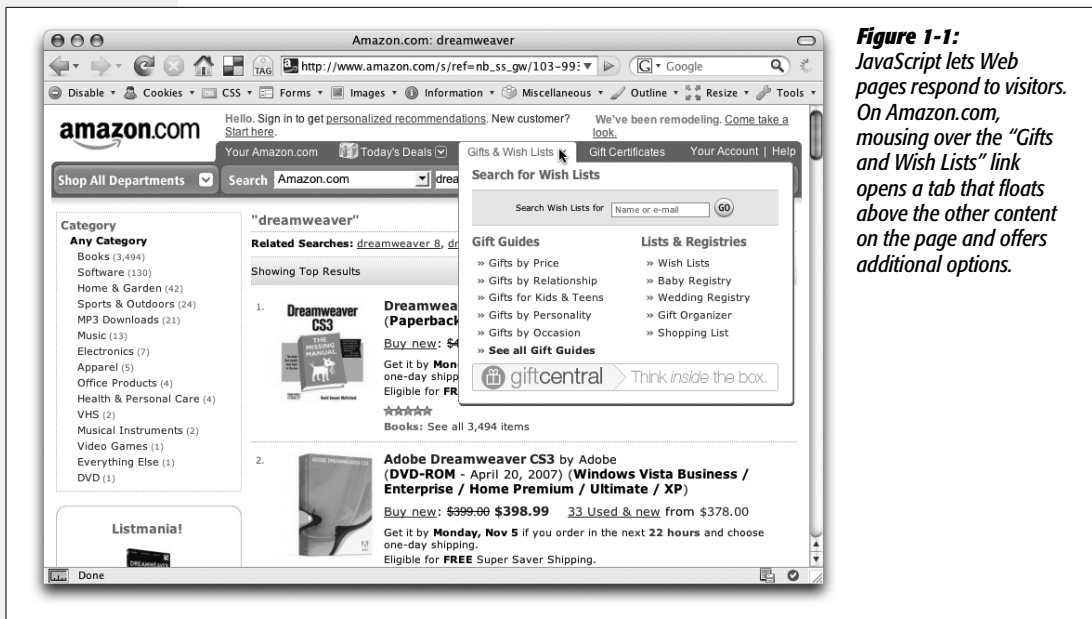 Amazon.com: dreamweaver
TAG
http://www.amazon.com/s/ref=nb_ss_gw/103-99
G Google
Disable Cookies CSS Forms Images Information Miscellaneous Outline Resize Tools
amazon.com
Hello. Sign in to get personalized recommendations. New customer?
Start here.
We've been remodeling. Come take a
look.
Your Amazon.com Today's Deals Gifts & Wish Lists Gift Certificates Your Account | Help
Shop All Departments Search Amazon.com drea
Search for Wish Lists
Search Wish Lists for Name or e-mail GO
Gift Guides
» Gifts by Price
» Gifts by Relationship
» Gifts for Kids & Teens
» Gifts by Personality
» Gifts by Occasion
» See all Gift Guides
Lists & Registries
» Wish Lists
» Baby Registry
» Wedding Registry
» Gift Organizer
» Shopping List
giftcentral Think inside the box.
Category
Any Category
Books (3,494)
Software (130)
Home & Garden (42)
Sports & Outdoors (24)
MP3 Downloads (21)
Music (13)
Electronics (7)
Apparel (5)
Office Products (4)
Health & Personal Care (4)
VHS (2)
Musical Instruments (2)
Video Games (1)
Everything Else (1)
DVD (1)
Listmania!
DREAMWEAVER
"dreamweaver"
Related Searches: dreamweaver 8, dr
Showing Top Results
1.
Dreamweaver
CS3
THE
MISSING
MANUAL
Dreamwea
(Paperback
Buy new: $4
Get it by Mon
one-day shipp
Eligible for FR
Books: See all 3,494 items
2.
ADOBE DREAMWEAVER CS3
Adobe Dreamweaver CS3 by Adobe
(DVD-ROM - April 20, 2007) (Windows Vista Business /
Enterprise / Home Premium / Ultimate / XP)
Buy new: $399.00 $398.99 33 Used & new from $378.00
Get it by Monday, Nov 5 if you order in the next 22 hours and choose
one-day shipping.
Eligible for FREE Super Saver Shipping.
Done
Figure 1-1:
JavaScript lets Web
pages respond to visitors.
On Amazon.com,
mousing over the “Gifts
and Wish Lists” link
opens a tab that floats
above the other content
on the page and offers
additional options.